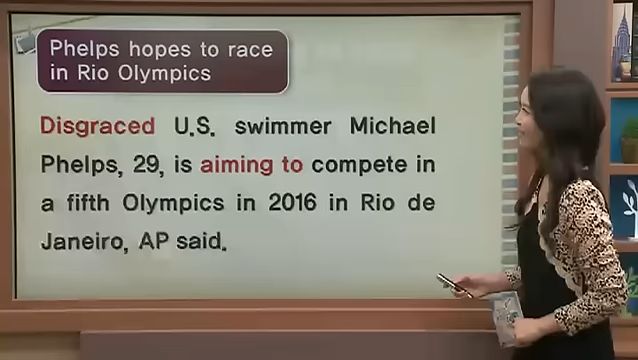 Phelps hopes to race
in Rio Olympics
Disgraced U.S. swimmer Michael
Phelps, 29, is aiming to compete in
a fifth Olympics in 2016 in Rio de
Janeiro, AP said.